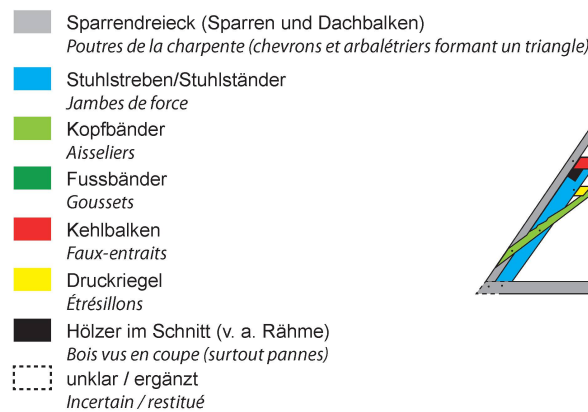 Sparrendreieck (Sparren und Dachbalken)
Poutres de la charpente (chevrons et arbalétriers formant un triangle)
Stuhlstreben/Stuhlständer
Jambes de force
Kopfbänder
Aisseliers
Fussbänder
Goussets
Kehlbalken
Faux-entraits
Druckriegel
Étrésillons
Hölzer im Schnitt (v. a. Rähme)
Bois vus en coupe (surtout pannes)
unklar / ergänzt
Incertain / restitué